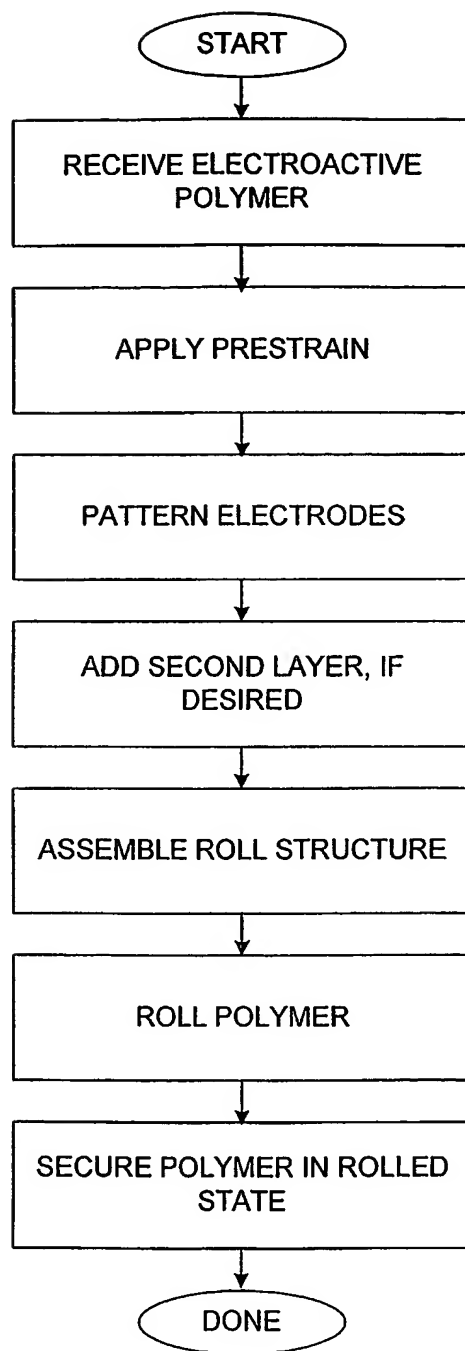 START
RECEIVE ELECTROACTIVE
POLYMER
APPLY PRESTRAIN
PATTERN ELECTRODES
ADD SECOND LAYER, IF
DESIRED
ASSEMBLE ROLL STRUCTURE
ROLL POLYMER
SECURE POLYMER IN ROLLED
STATE
DONE